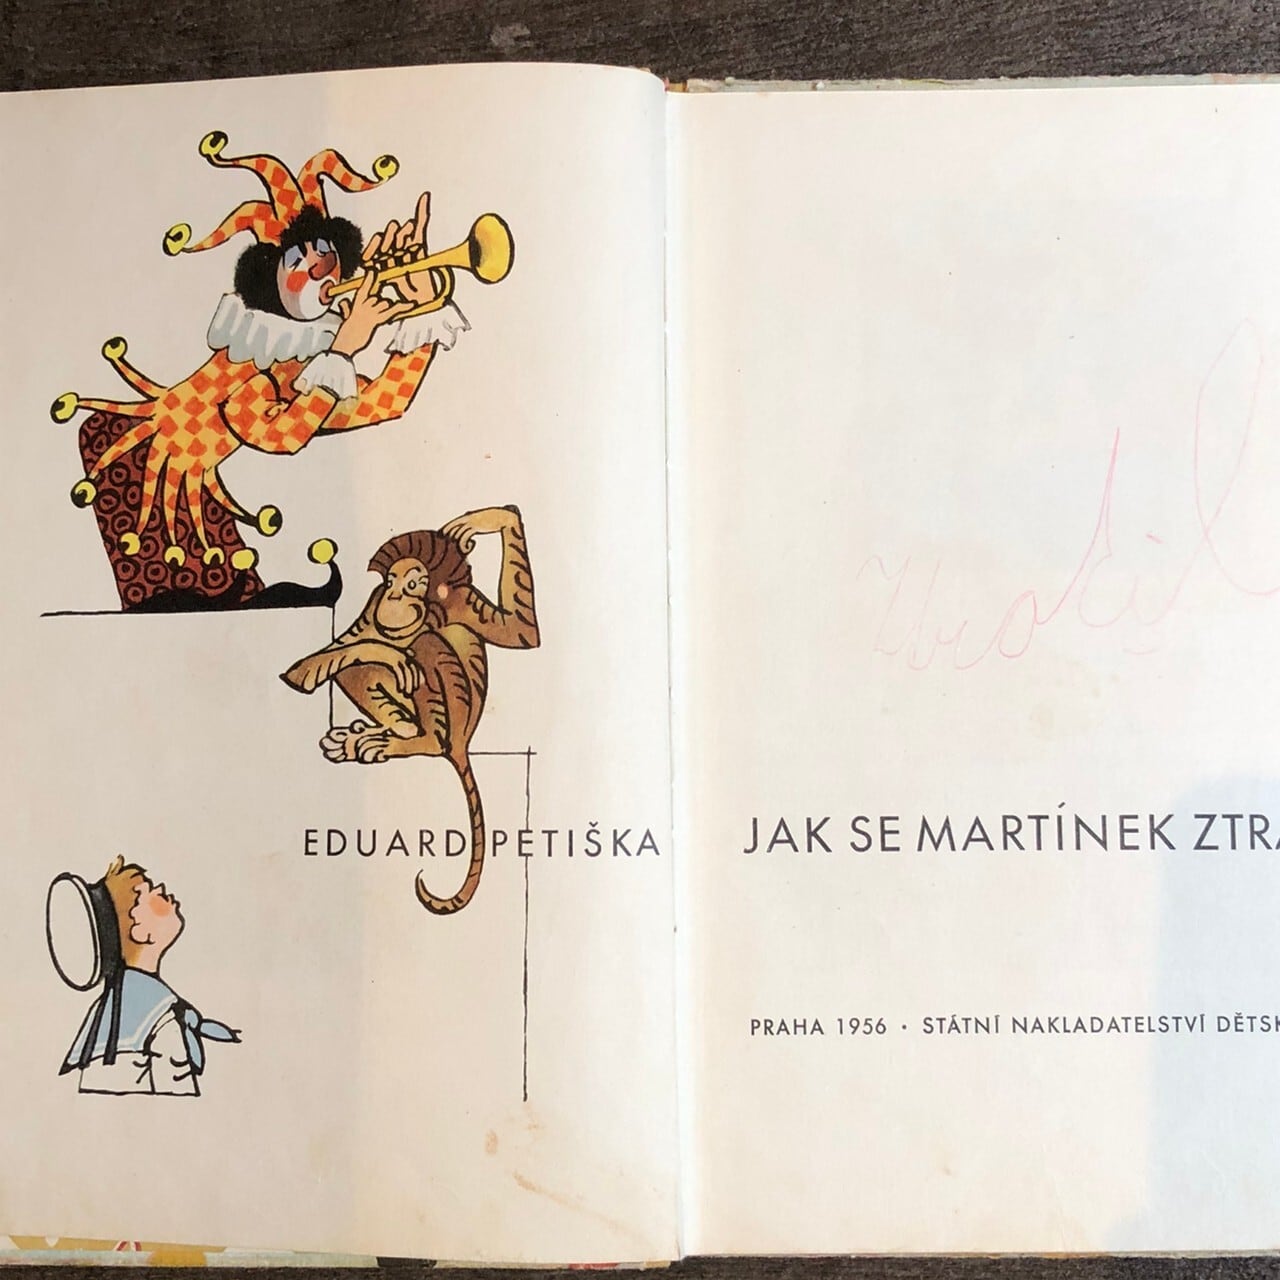 EDUARD PETIŠKA
JAK SE MARTÍNEK ZTRA
PRAHA 1956 · STÁTNÍ NAKLADATELSTVÍ DĚTSK